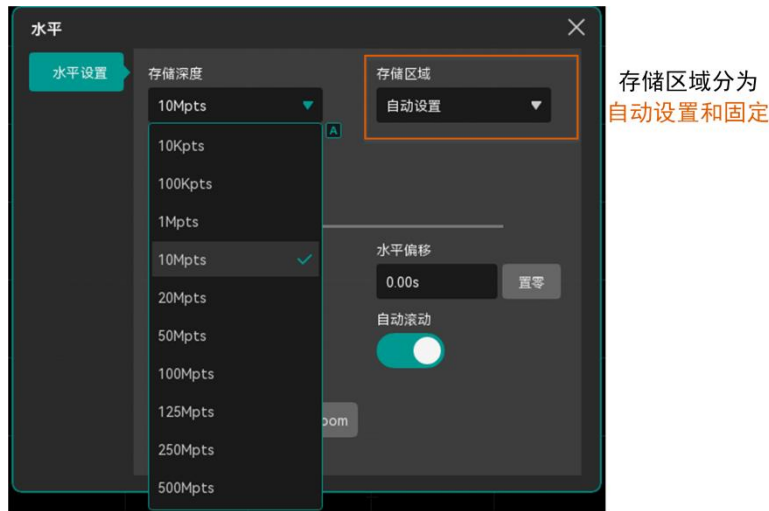 水平
水平设置
存储深度
存储区域
10Mpts
自动设置
A
10Kpts
100Kpts
1Mpts
10Mpts
20Mpts
50Mpts
100Mpts
125Mpts
250Mpts
500Mpts
水平偏移
0.00s
置零
自动滚动
oom
存储区域分为
自动设置和固定